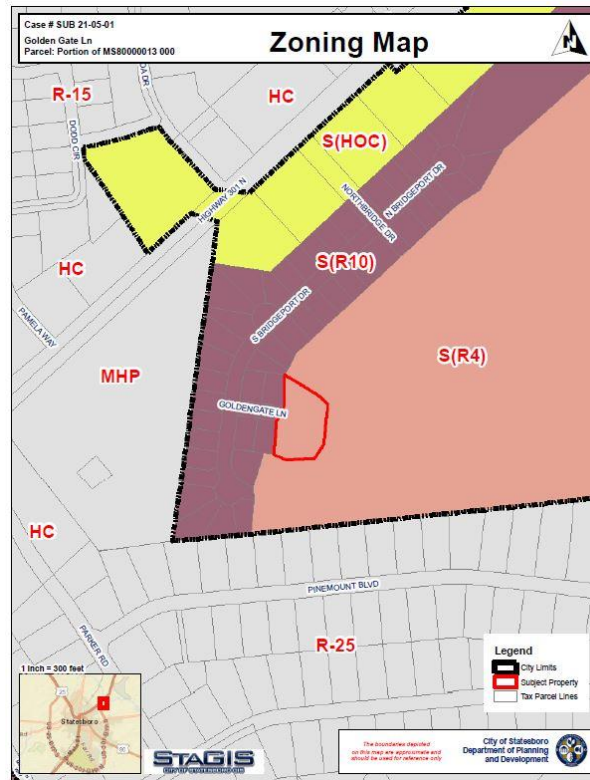 Case # SUB 21-05-01
Golden Gate Ln
Parcel: Portion of MS80000013 000
Zoning Map
N
R-15
DODD CIR
HC
S(HOC)
HIGHWAY 301 N
N BRIDGEPORT DR
NORTHBRIDGE DR
HC
S(R10)
S BRIDGEPORT DR
PAMELA WAY
S(R4)
MHP
GOLDENGATE LN
HC
PINEMOUNT BLVD
PARKER RD
R-25
1 Inch = 300 feet
Statesboro
Legend
City Limits
Subject Property
Tax Parcel Lines
STAGIS
CITY OF STATESBORO GIS
The boundaries depicted
on this map are approximate and
should be used for reference only
City of Statesboro
Department of Planning
and Development